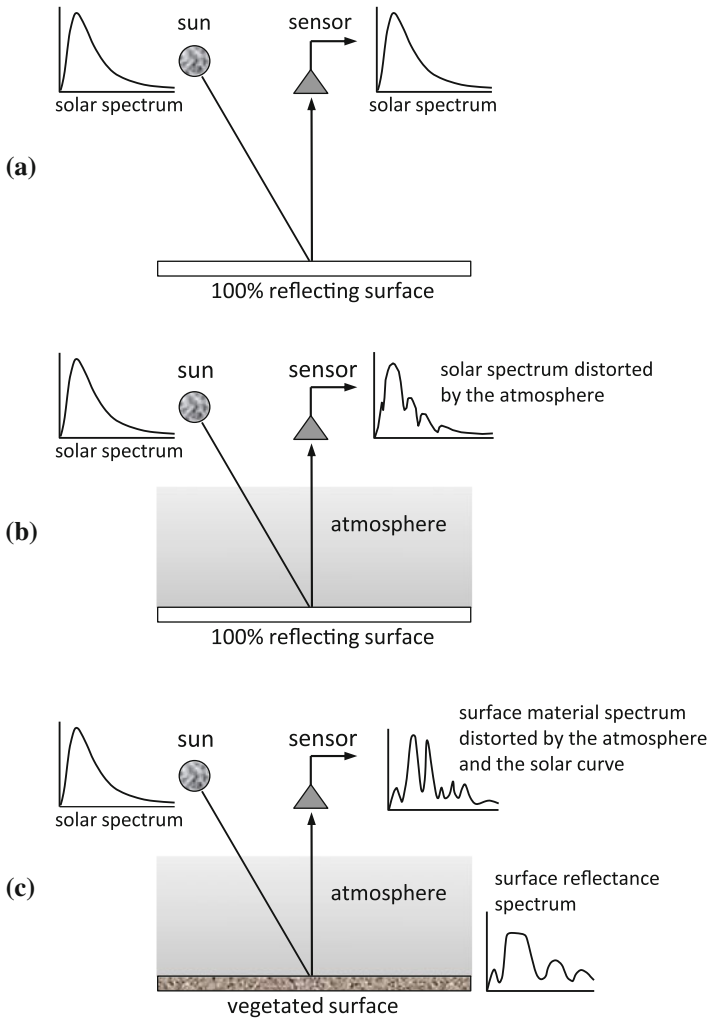 sun
sensor
solar spectrum
solar spectrum
(a)
100% reflecting surface
sun
sensor
solar spectrum distorted
by the atmosphere
solar spectrum
atmosphere
(b)
100% reflecting surface
surface material spectrum
distorted by the atmosphere
and the solar curve
sun
sensor
solar spectrum
surface reflectance
spectrum
atmosphere
(c)
vegetated surface